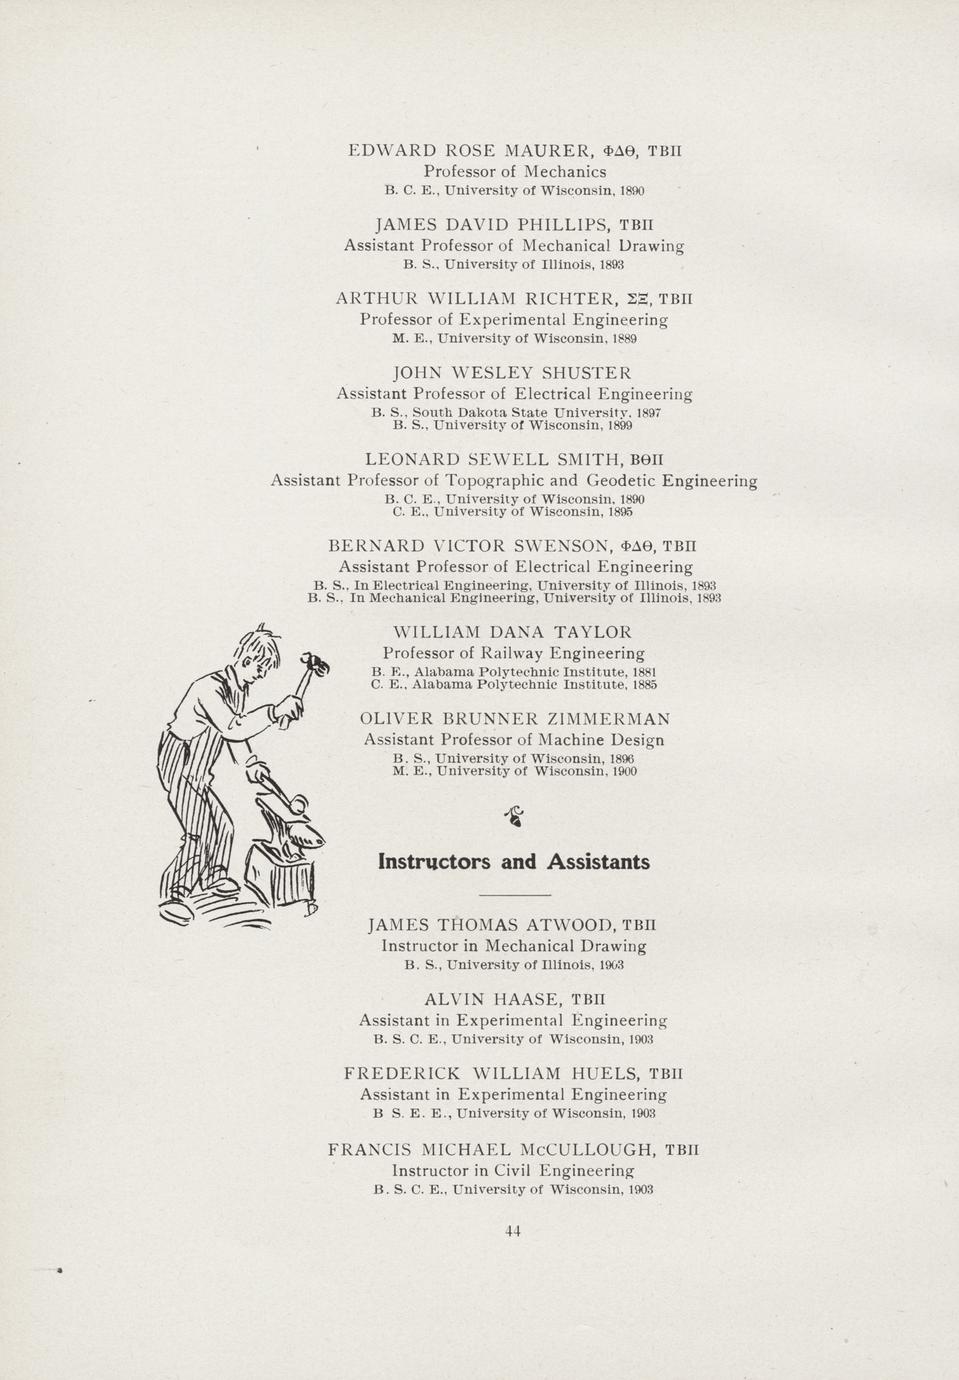 EDWARD ROSE MAURER, ΦΔΘ, ΤΒΠ
Professor of Mechanics
B. C. E., University of Wisconsin, 1890
JAMES DAVID PHILLIPS, ΤΒΠ
Assistant Professor of Mechanical Drawing
B. S., University of Illinois, 1893
ARTHUR WILLIAM RICHTER, ΣΞ, ΤΒΠ
Professor of Experimental Engineering
M. E., University of Wisconsin, 1889
JOHN WESLEY SHUSTER
Assistant Professor of Electrical Engineering
B. S., South Dakota State University, 1897
B. S., University of Wisconsin, 1899
LEONARD SEWELL SMITH, ΒΘΠ
Assistant Professor of Topographic and Geodetic Engineering
B. C. E., University of Wisconsin, 1890
C. E., University of Wisconsin, 1895
BERNARD VICTOR SWENSON, ΦΔΘ, ΤΒΠ
Assistant Professor of Electrical Engineering
B. S., In Electrical Engineering, University of Illinois, 1893
B. S., In Mechanical Engineering, University of Illinois, 1893
WILLIAM DANA TAYLOR
Professor of Railway Engineering
B. E., Alabama Polytechnic Institute, 1881
C. E., Alabama Polytechnic Institute, 1885
OLIVER BRUNNER ZIMMERMAN
Assistant Professor of Machine Design
B. S., University of Wisconsin, 1896
M. E., University of Wisconsin, 1900
Instructors and Assistants
JAMES THOMAS ATWOOD, ΤΒΠ
Instructor in Mechanical Drawing
B. S., University of Illinois, 1903
ALVIN HAASE, ΤΒΠ
Assistant in Experimental Engineering
B. S. C. E., University of Wisconsin, 1903
FREDERICK WILLIAM HUELS, ΤΒΠ
Assistant in Experimental Engineering
B S. E. E., University of Wisconsin, 1903
FRANCIS MICHAEL McCULLOUGH, ΤΒΠ
Instructor in Civil Engineering
B. S. C. E., University of Wisconsin, 1903
44